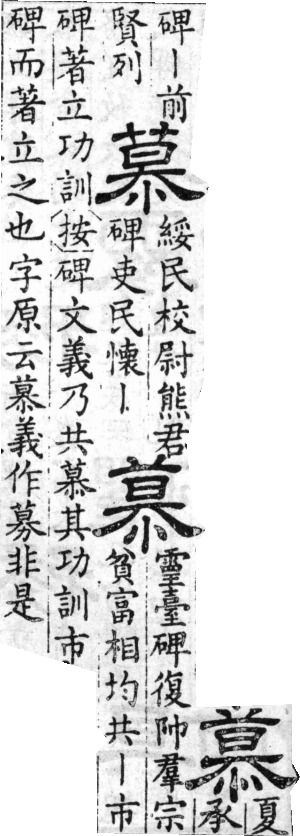 慕
夏
承
碑丨前
賢列
慕
綏民校尉熊君
碑吏民懷丨
慕
靈臺碑復帥羣宗
貧富相均共丨市
碑著立功訓〔按〕碑文義乃共慕其功訓市
碑而著立之也字原云慕義作募非是